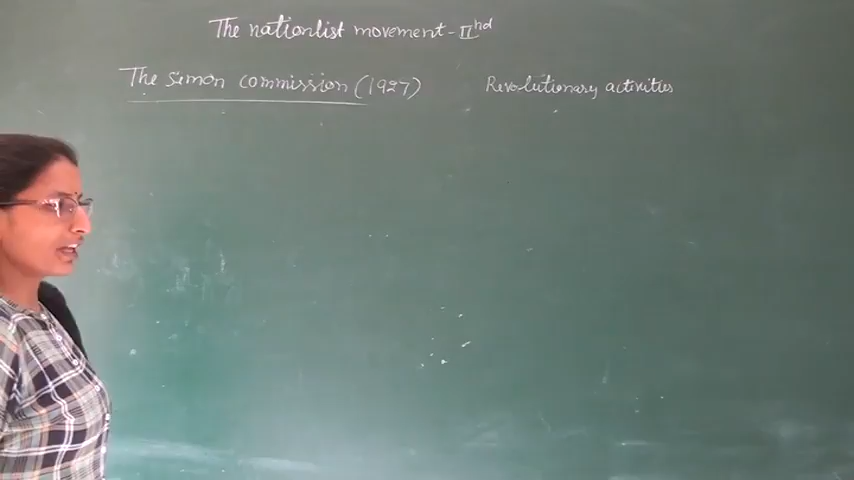 The nationlist movement-IInd
The simon commission (1927)
Revolutionary activities